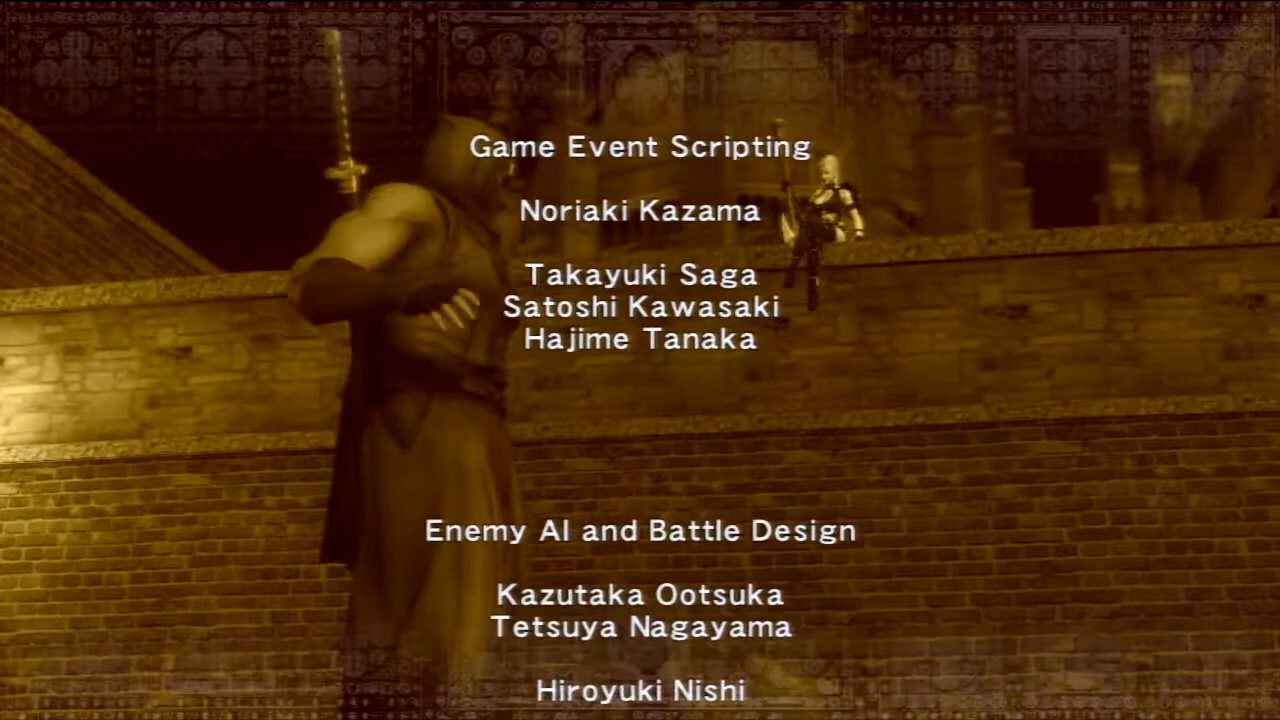 Game Event Scripting
Noriaki Kazama
Takayuki Saga
Satoshi Kawasaki
Hajime Tanaka
Enemy AI and Battle Design
Kazutaka Ootsuka
Tetsuya Nagayama
Hiroyuki Nishi